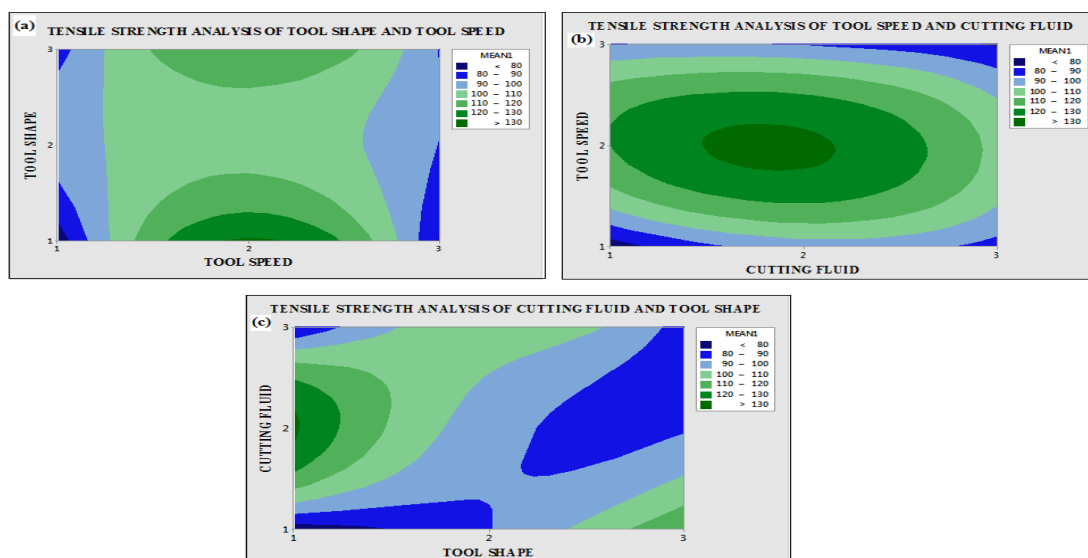 (a)
TENSILE STRENGTH ANALYSIS OF TOOL SHAPE AND TOOL SPEED
MEAN1
< 80
80 – 90
90 – 100
100 – 110
110 – 120
120 – 130
> 130
TOOL SHAPE
3
2
1
1 2 3
TOOL SPEED
TENSILE STRENGTH ANALYSIS OF TOOL SPEED AND CUTTING FLUID
(b)
MEAN1
< 80
80 – 90
90 – 100
100 – 110
110 – 120
120 – 130
> 130
TOOL SPEED
3
2
1
1 2 3
CUTTING FLUID
TENSILE STRENGTH ANALYSIS OF CUTTING FLUID AND TOOL SHAPE
(c)
MEAN1
< 80
80 – 90
90 – 100
100 – 110
110 – 120
120 – 130
> 130
CUTTING FLUID
3
2
1
1 2 3
TOOL SHAPE